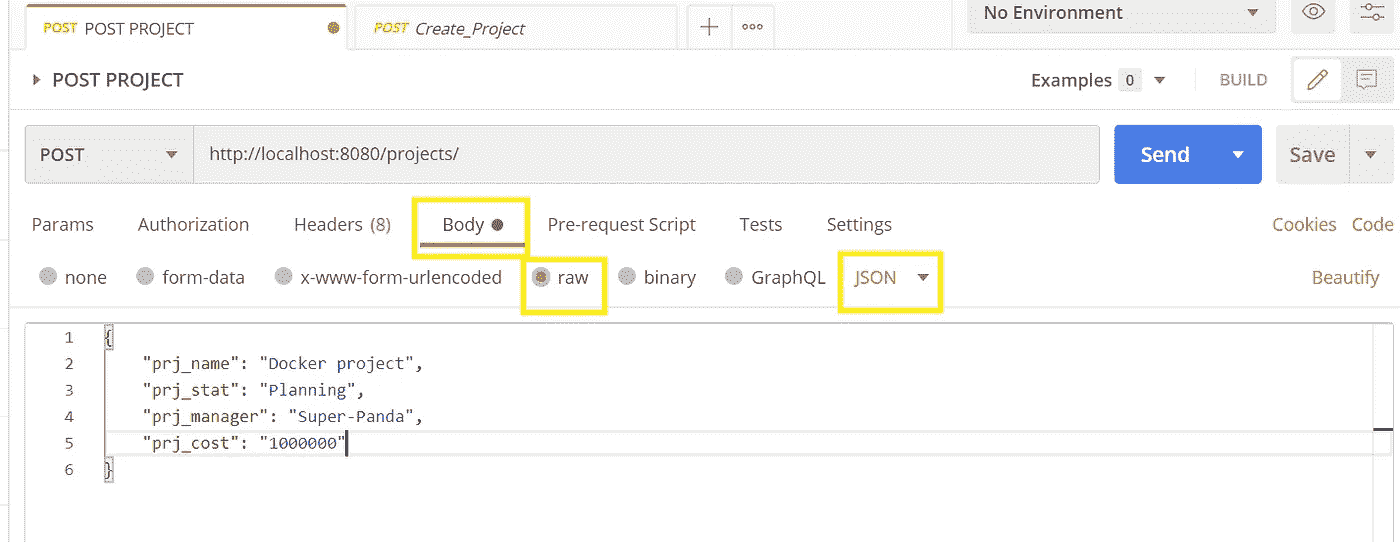 POST POST PROJECT POST Create_Project No Environment
POST PROJECT Examples 0 BUILD
POST http://localhost:8080/projects/ Send Save
Params Authorization Headers (8) Body Pre-request Script Tests Settings Cookies Code
none form-data x-www-form-urlencoded raw binary GraphQL JSON Beautify
1 {
2 "prj_name": "Docker project",
3 "prj_stat": "Planning",
4 "prj_manager": "Super-Panda",
5 "prj_cost": "1000000"
6 }